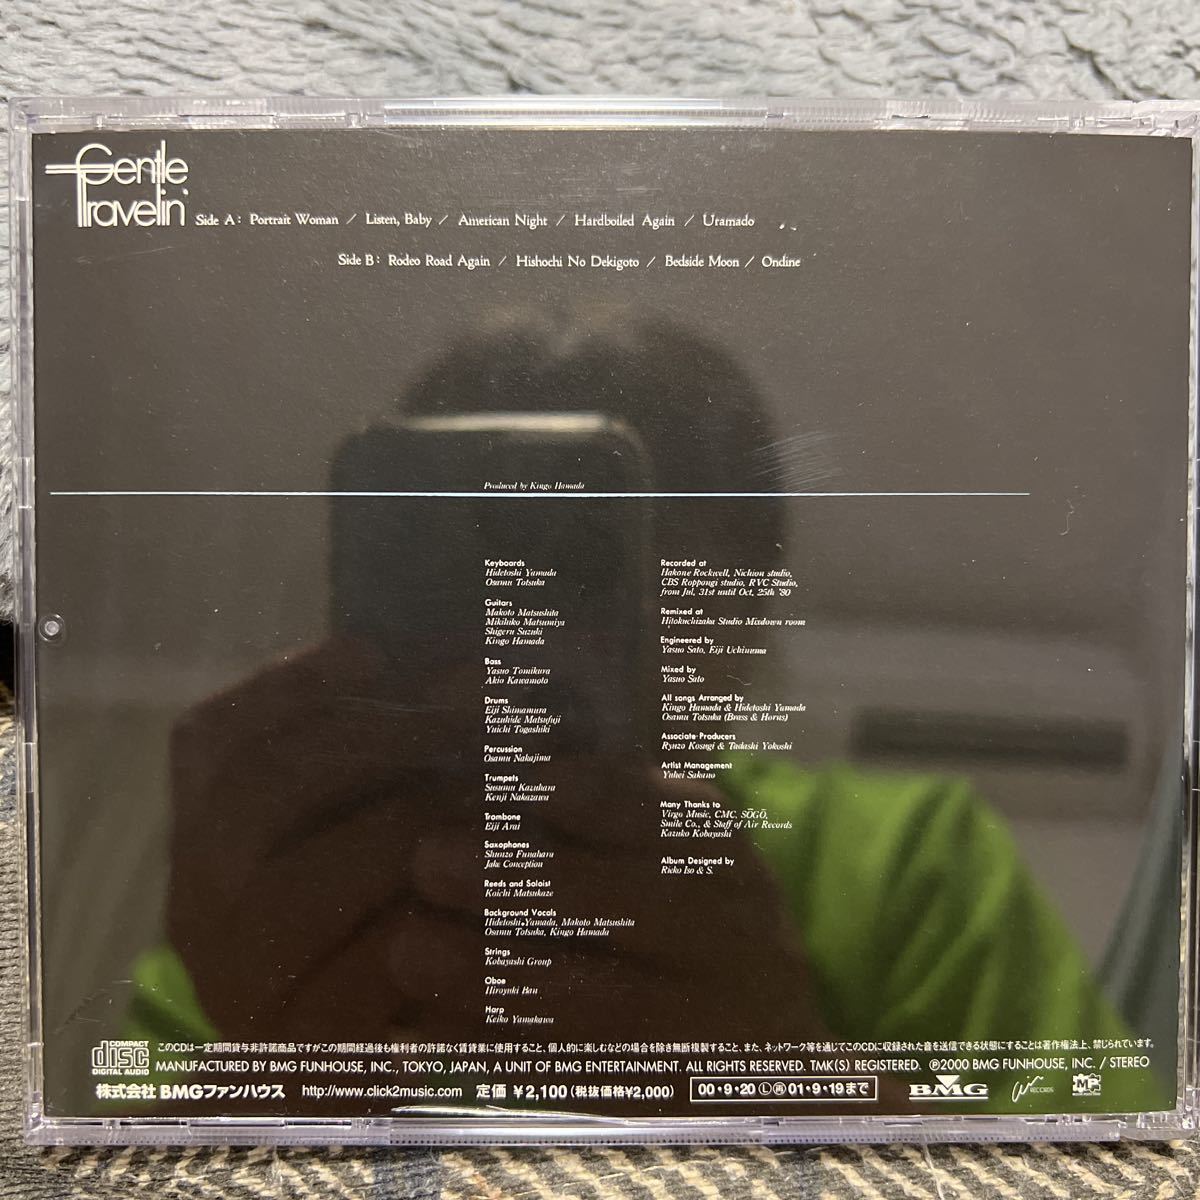 Gentle
Travelin'
Side A: Portrait Woman / Listen, Baby / American Night / Hardboiled Again / Uramado
Side B: Rodeo Road Again / Hishochi No Dekigoto / Bedside Moon / Ondine
Produced by Kingo Hamada
Keyboards
Hidetoshi Yamada
Osamu Totsuka
Guitars
Makoto Matsushita
Mikihiko Matsumiya
Shigeru Suzuki
Kingo Hamada
Bass
Yasuo Tomikura
Akio Kawamoto
Drums
Eiji Shimamura
Kazuhide Matsufuji
Yuichi Togashiki
Percussion
Osamu Nakajima
Trumpets
Susumu Kazuhara
Kenji Nakazawa
Trombone
Eiji Arai
Saxophones
Shunzo Funahara
Jake Conception
Reeds and Soloist
Koichi Matsukaze
Background Vocals
Hidetoshi Yamada, Makoto Matsushita
Osamu Totsuka, Kingo Hamada
Strings
Kobayashi Group
Oboe
Hiroyuki Ban
Harp
Keiko Yamakawa
Recorded at
Hakone Rockwell, Nichion studio,
CBS Roppongi studio, RVC Studio,
from Jul, 31st until Oct, 25th '80
Remixed at
Hitokuchizaka Studio Mixdown room
Engineered by
Yasuo Sato, Eiji Uchinuma
Mixed by
Yasuo Sato
All songs Arranged by
Kingo Hamada & Hidetoshi Yamada
Osamu Totsuka (Brass & Horns)
Associate-Producers
Ryuzo Kosugi & Tadashi Yokoshi
Artist Management
Yuhei Sakano
Many Thanks to
Virgo Music, CMC, SŌGŌ,
Smile Co., & Staff of Air Records
Kazuko Kobayashi
Album Designed by
Rieko Iso & S.
COMPACT disc DIGITAL AUDIO
このCDは一定期間貸与非許諾商品ですがこの期間経過後も権利者の許諾なく賃貸業に使用すること、個人的に楽しむなどの場合を除き無断複製すること、また、ネットワーク等を通じてこのCDに収録された音を送信できる状態にすることは著作権法上、禁じられています。
MANUFACTURED BY BMG FUNHOUSE, INC., TOKYO, JAPAN, A UNIT OF BMG ENTERTAINMENT. ALL RIGHTS RESERVED. TMK(S) REGISTERED. ℗2000 BMG FUNHOUSE, INC. / STEREO
株式会社 BMGファンハウス http://www.click2music.com 定価 ¥2,100(税抜価格¥2,000) 00・9・20 Ⓛ㊞01・9・19まで BMG RECORDS